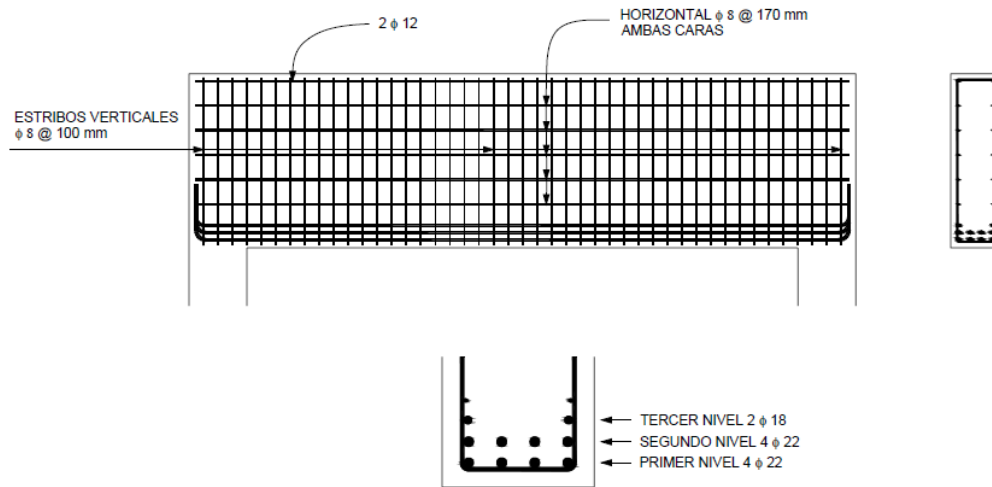 2 ϕ 12
HORIZONTAL ϕ 8 @ 170 mm
AMBAS CARAS
ESTRIBOS VERTICALES
ϕ 8 @ 100 mm
TERCER NIVEL 2 ϕ 18
SEGUNDO NIVEL 4 ϕ 22
PRIMER NIVEL 4 ϕ 22